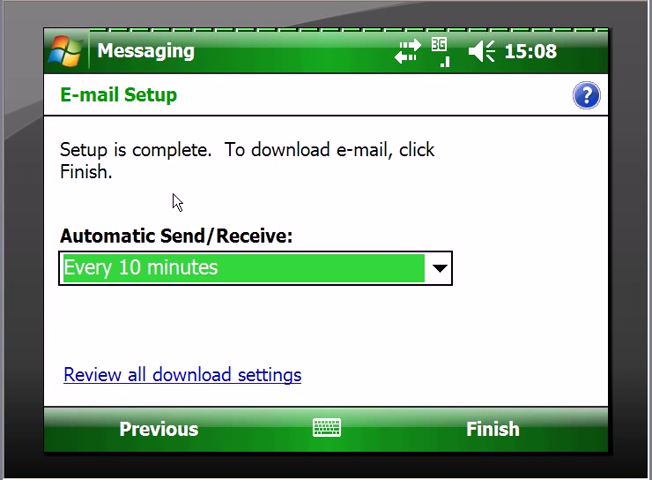 Messaging 3G 15:08
E-mail Setup ?
Setup is complete. To download e-mail, click
Finish.
Automatic Send/Receive:
Every 10 minutes
Review all download settings
Previous Finish